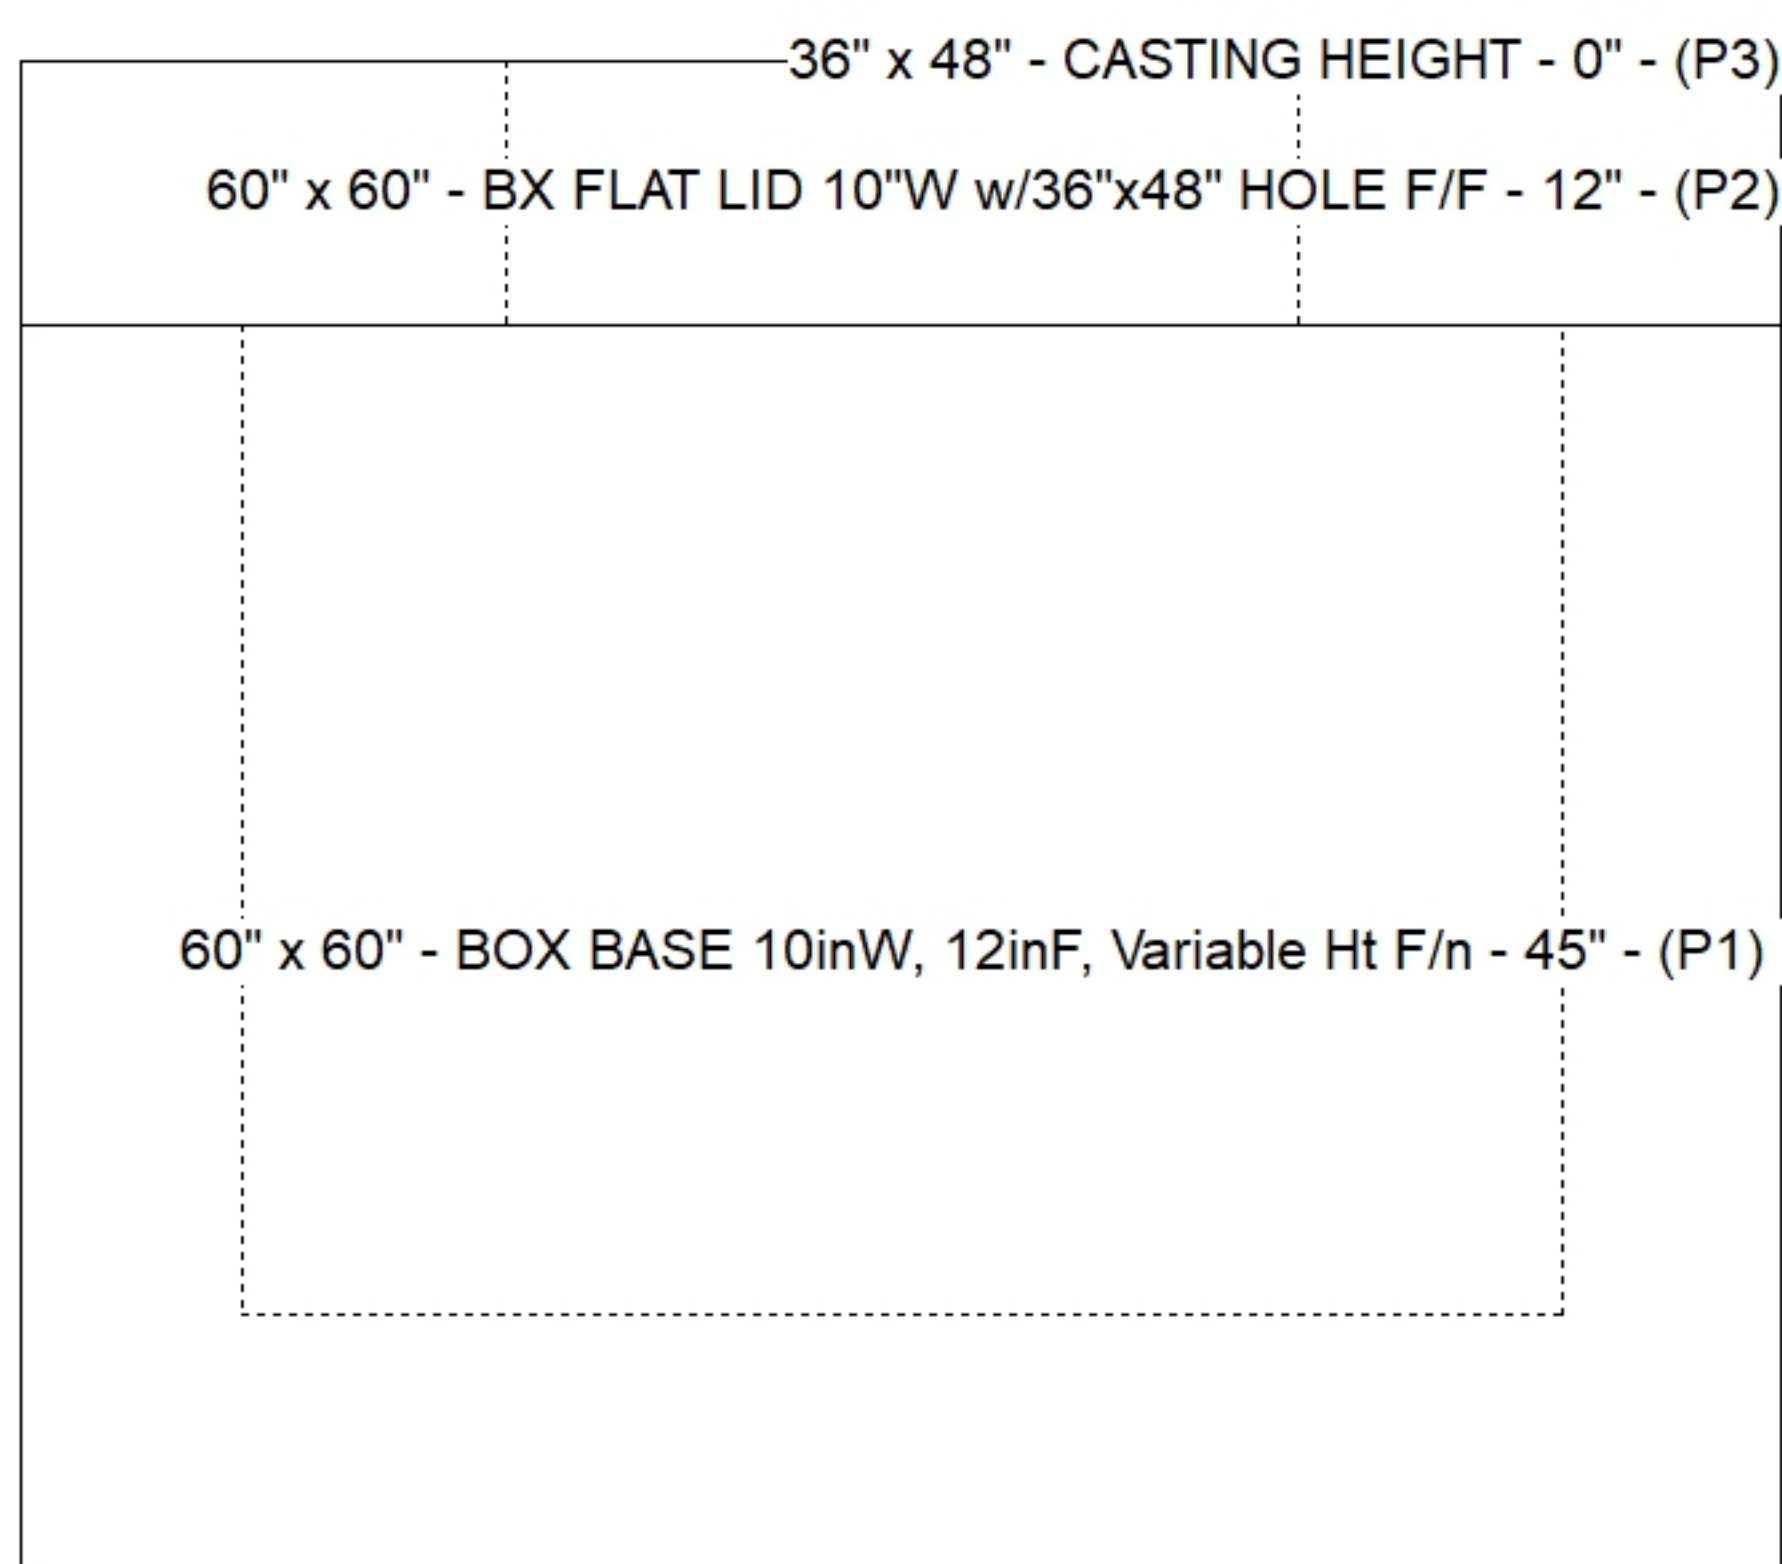 36" x 48" - CASTING HEIGHT - 0" - (P3)
60" x 60" - BX FLAT LID 10"W w/36"x48" HOLE F/F - 12" - (P2)
60" x 60" - BOX BASE 10inW, 12inF, Variable Ht F/n - 45" - (P1)